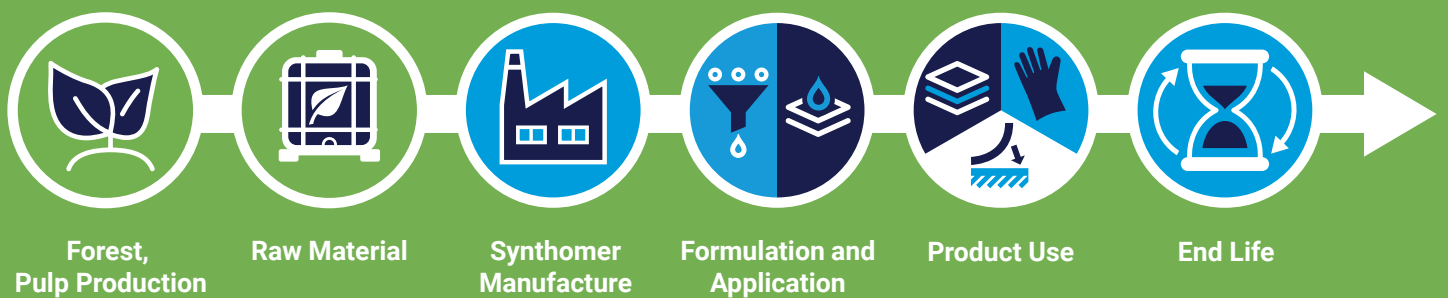 Forest,
Pulp Production
Raw Material
Synthomer
Manufacture
Formulation and
Application
Product Use
End Life